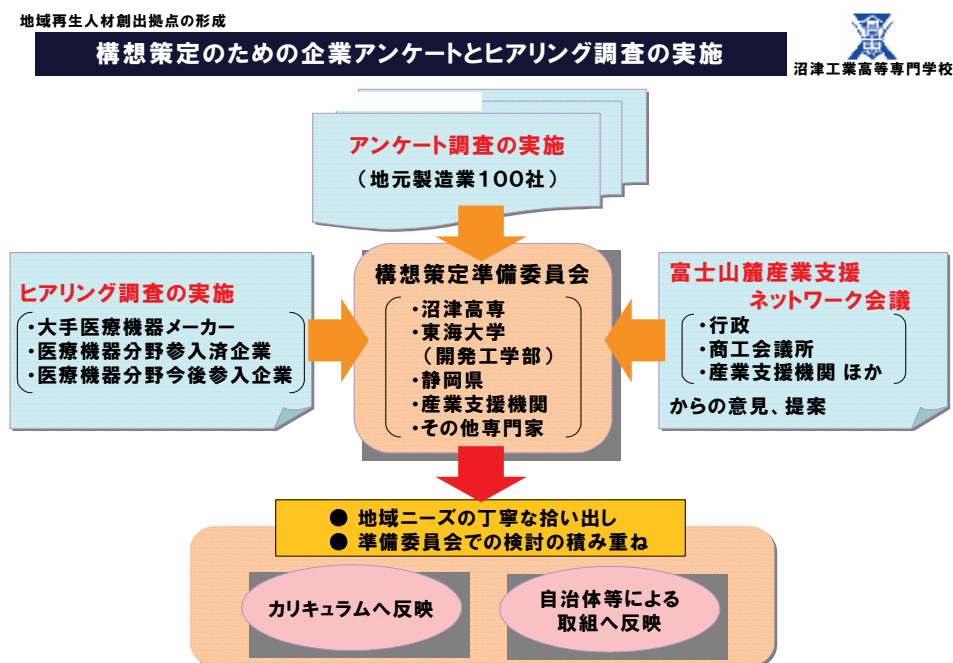 地域再生人材創出拠点の形成
構想策定のための企業アンケートとヒアリング調査の実施
沼津工業高等専門学校
アンケート調査の実施
（地元製造業100社）
ヒアリング調査の実施
・大手医療機器メーカー
・医療機器分野参入済企業
・医療機器分野今後参入企業
構想策定準備委員会
・沼津高専
・東海大学
（開発工学部）
・静岡県
・産業支援機関
・その他専門家
富士山麓産業支援
ネットワーク会議
・行政
・商工会議所
・産業支援機関 ほか
からの意見、提案
● 地域ニーズの丁寧な拾い出し
● 準備委員会での検討の積み重ね
カリキュラムへ反映
自治体等による
取組へ反映